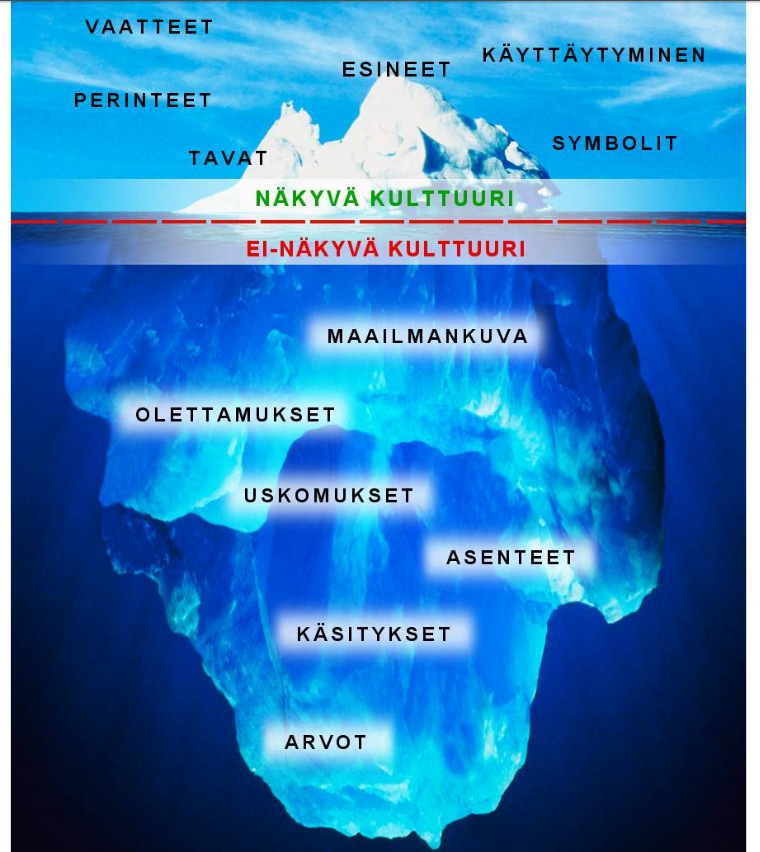 VAATTEET
ESINEET
KÄYTTÄYTYMINEN
PERINTEET
TAVAT
SYMBOLIT
NÄKYVÄ KULTTUURI
EI-NÄKYVÄ KULTTUURI
MAAILMANKUVA
OLETTAMUKSET
USKOMUKSET
ASENTEET
KÄSITYKSET
ARVOT